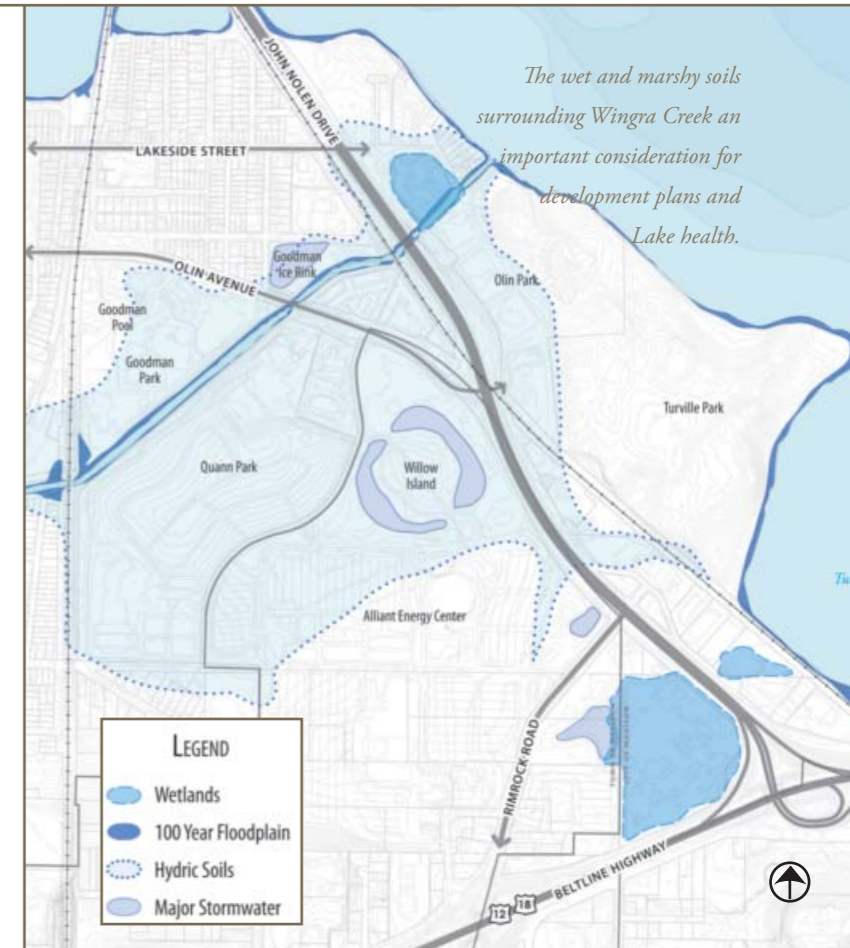 The wet and marshy soils
surrounding Wingra Creek an
important consideration for
development plans and
Lake health.
JOHN NOLEN DRIVE
LAKESIDE STREET
OLIN AVENUE
Goodman
Ice Rink
Olin Park
Goodman
Pool
Goodman
Park
Turville Park
Quann Park
Willow
Island
Alliant Energy Center
RIMROCK ROAD
BELTLINE HIGHWAY
12
18
LEGEND
Wetlands
100 Year Floodplain
Hydric Soils
Major Stormwater